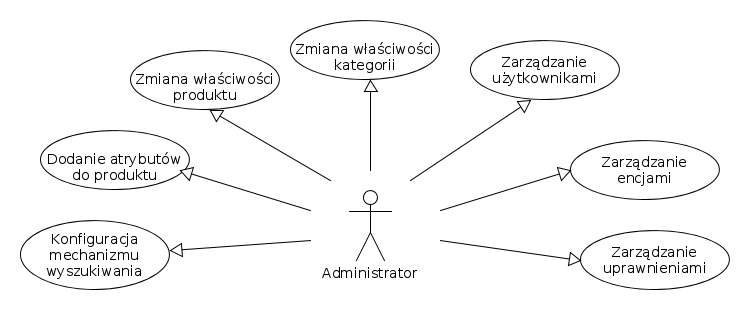 Zmiana właściwości
kategorii
Zmiana właściwości
produktu
Zarządzanie
użytkownikami
Dodanie atrybutów
do produktu
Zarządzanie
encjami
Konfiguracja
mechanizmu
wyszukiwania
Zarządzanie
uprawnieniami
Administrator